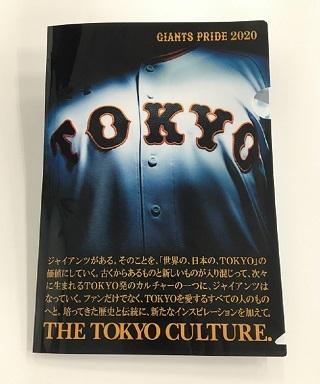 GIANTS PRIDE 2020
TOKYO
ジャイアンツがある。そのことを、「世界の、日本の、TOKYO」の
価値にしていく。古くからあるものと新しいものが入り混じって、次々
に生まれるTOKYO発のカルチャーの一つに、ジャイアンツは
なっていく。ファンだけでなく、TOKYOを愛するすべての人のもの
へと。培ってきた歴史と伝統に、新たなインスピレーションを加えて。
THE TOKYO CULTURE.